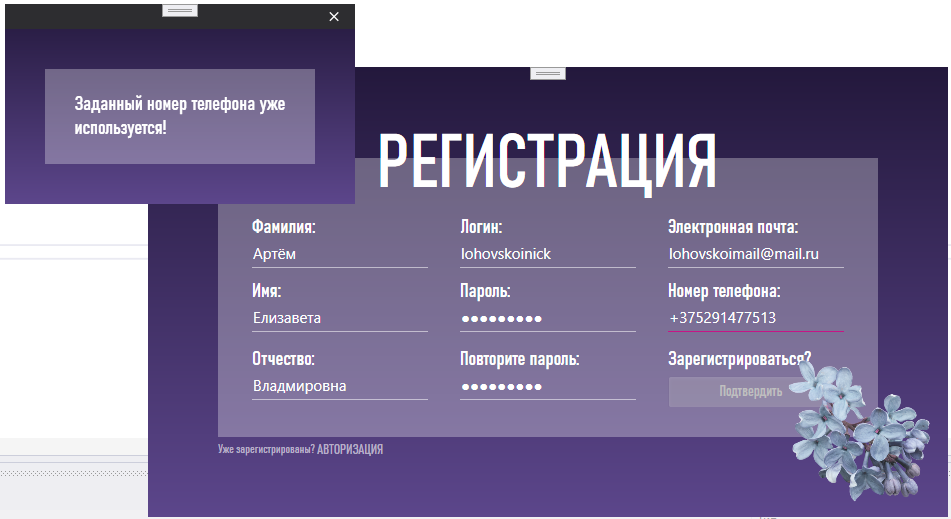 Заданный номер телефона уже
используется!
РЕГИСТРАЦИЯ
Фамилия:
Артём
Логин:
lohovskoinick
Электронная почта:
lohovskoimail@mail.ru
Имя:
Елизавета
Пароль:
●●●●●●●●●
Номер телефона:
+375291477513
Отчество:
Владмировна
Повторите пароль:
●●●●●●●●●
Зарегистрироваться?
Подтвердить
Уже зарегистрированы? АВТОРИЗАЦИЯ